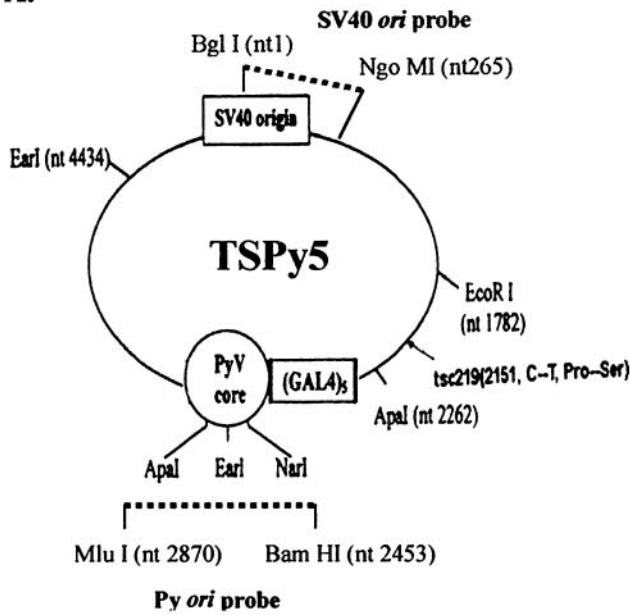 SV40 ori probe
Bgl I (nt1)
Ngo MI (nt265)
SV40 origin
EarI (nt 4434)
TSPy5
EcoR I
(nt 1782)
tsc219(2151, C--T, Pro--Ser)
PyV
core
(GAL4)5
ApaI (nt 2262)
ApaI
EarI
NarI
Mlu I (nt 2870)
Bam HI (nt 2453)
Py ori probe